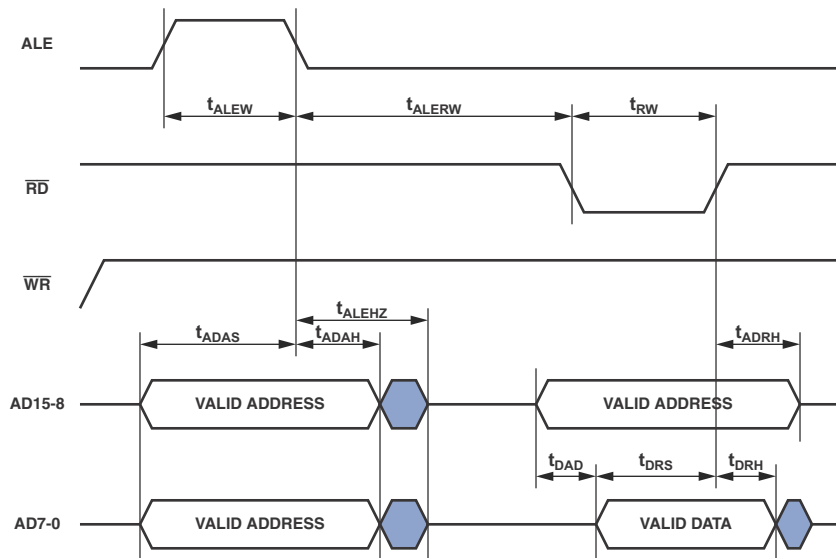 ALE
tALEW
tALERW
tRW
RD
WR
tALEHZ
tADAS
tADAH
tADRH
AD15-8
VALID ADDRESS
VALID ADDRESS
tDAD
tDRS
tDRH
AD7-0
VALID ADDRESS
VALID DATA